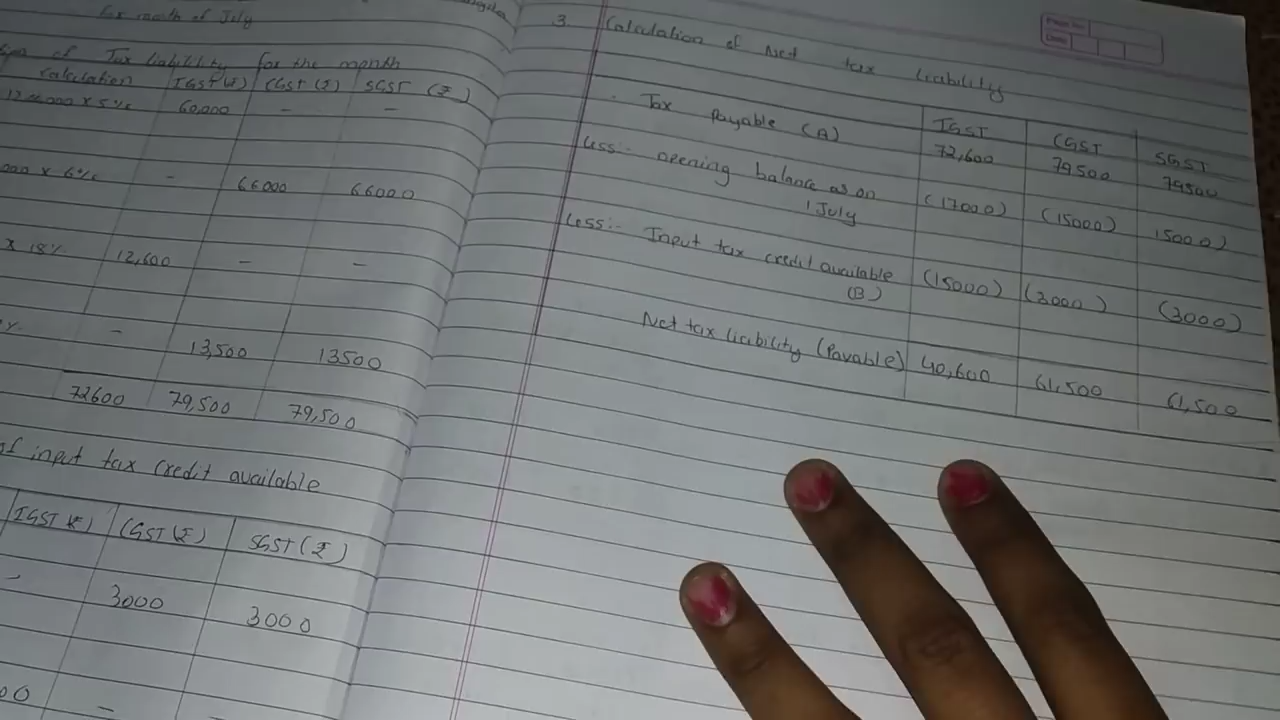 for month of July
of Tax liability for the month
calculation IGST (₹) CGST (₹) SGST (₹)
x 5% 60,000 - -
000 x 6% - 66000 66000
x 18% 12,600 - -
- 13,500 13500
72600 79,500 79,500
of input tax credit available
IGST (₹) CGST (₹) SGST (₹)
- 3000 3000
00 -
3. Calculation of Net tax liability
Page No.
Date
IGST CGST SGST
Tax Payable (A) 72,600 79500 79500
Less:- opening balance as on (17000) (15000) 15000)
1 July
Less:- Input tax credit available (15000) (3000) (3000)
(B)
Net tax liability (Payable) 40,600 61,500 61,500